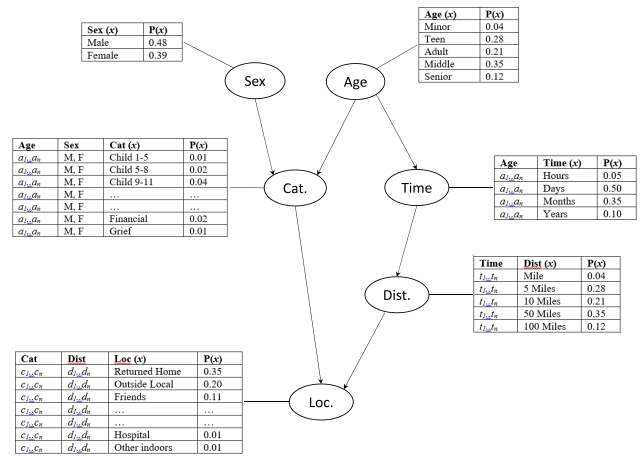 Sex (x) P(x)
Male 0.48
Female 0.39
Age (x) P(x)
Minor 0.04
Teen 0.28
Adult 0.21
Middle 0.35
Senior 0.12
Sex
Age
Age Sex Cat (x) P(x)
a1...an M, F Child 1-5 0.01
a1...an M, F Child 5-8 0.02
a1...an M, F Child 9-11 0.04
a1...an M, F ... ...
a1...an M, F ... ...
a1...an M, F Financial 0.02
a1...an M, F Grief 0.01
Cat.
Time
Age Time (x) P(x)
a1...an Hours 0.05
a1...an Days 0.50
a1...an Months 0.35
a1...an Years 0.10
Dist.
Time Dist (x) P(x)
t1...tn Mile 0.04
t1...tn 5 Miles 0.28
t1...tn 10 Miles 0.21
t1...tn 50 Miles 0.35
t1...tn 100 Miles 0.12
Cat Dist Loc (x) P(x)
c1...cn d1...dn Returned Home 0.35
c1...cn d1...dn Outside Local 0.20
c1...cn d1...dn Friends 0.11
c1...cn d1...dn ... ...
c1...cn d1...dn ... ...
c1...cn d1...dn Hospital 0.01
c1...cn d1...dn Other indoors 0.01
Loc.